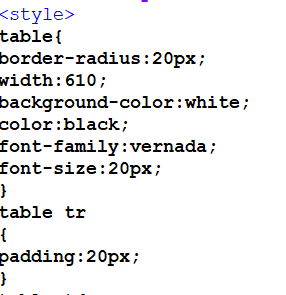 <style>
table{
border-radius:20px;
width:610;
background-color:white;
color:black;
font-family:vernada;
font-size:20px;
}
table tr
{
padding:20px;
}